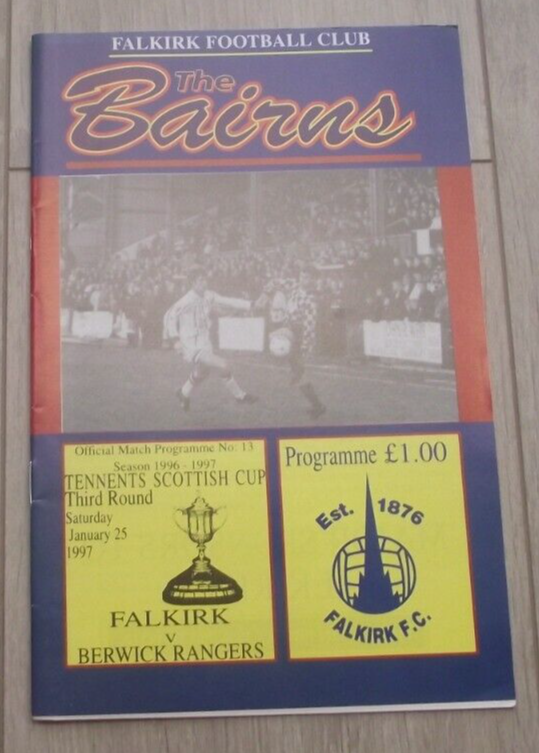 FALKIRK FOOTBALL CLUB
The
Bairns
Official Match Programme No: 13
Season 1996 - 1997
TENNENTS SCOTTISH CUP
Third Round
Saturday
January 25
1997
FALKIRK
v
BERWICK RANGERS
Programme £1.00
Est. 1876
FALKIRK F.C.